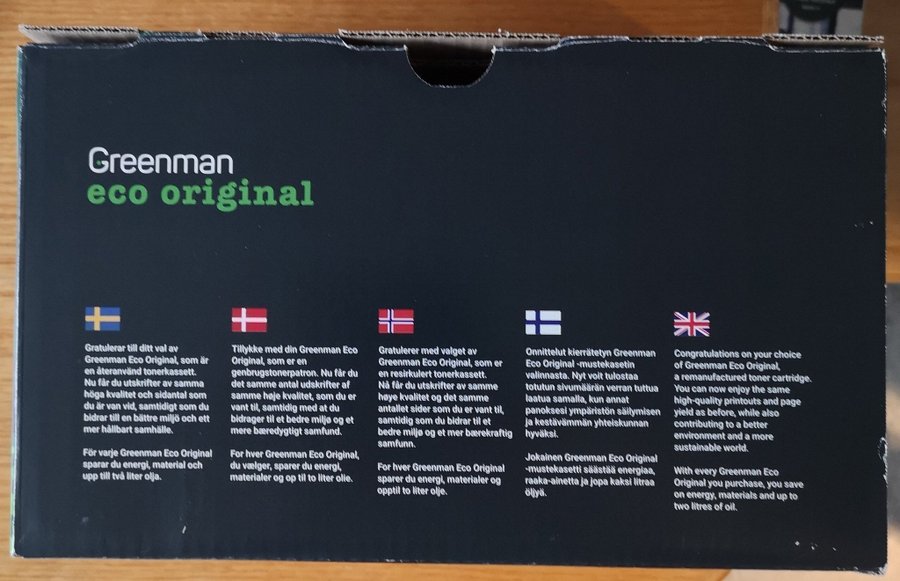 Greenman
eco original
Gratulerar till ditt val av
Greenman Eco Original, som är
en återanvänd tonerkassett.
Nu får du utskrifter av samma
höga kvalitet och sidantal som
du är van vid, samtidigt som du
bidrar till en bättre miljö och ett
mer hållbart samhälle.
För varje Greenman Eco Original
sparar du energi, material och
upp till två liter olja.
Tillykke med din Greenman Eco
Original, som er en
genbrugstonerpatron. Nu får du
det samme antal udskrifter af
samme høje kvalitet, som du er
vant til, samtidig med at du
bidrager til et bedre miljø og et
mere bæredygtigt samfund.
For hver Greenman Eco Original,
du vælger, sparer du energi,
materialer og op til to liter olie.
Gratulerer med valget av
Greenman Eco Original, som er
en resirkulert tonerkassett.
Nå får du utskrifter av samme
høye kvalitet og det samme
antallet sider som du er vant til,
samtidig som du bidrar til et
bedre miljø og et mer bærekraftig
samfunn.
For hver Greenman Eco Original
sparer du energi, materialer og
opptil to liter olje.
Onnittelut kierrätetyn Greenman
Eco Original -mustekasetin
valinnasta. Nyt voit tulostaa
totutun sivumäärän verran tuttua
laatua samalla, kun annat
panoksesi ympäristön säilymisen
ja kestävämmän yhteiskunnan
hyväksi.
Jokainen Greenman Eco Original
-mustekasetti säästää energiaa,
raaka-ainetta ja jopa kaksi litraa
öljyä.
Congratulations on your choice
of Greenman Eco Original,
a remanufactured toner cartridge.
You can now enjoy the same
high-quality printouts and page
yield as before, while also
contributing to a better
environment and a more
sustainable world.
With every Greenman Eco
Original you purchase, you save
on energy, materials and up to
two litres of oil.